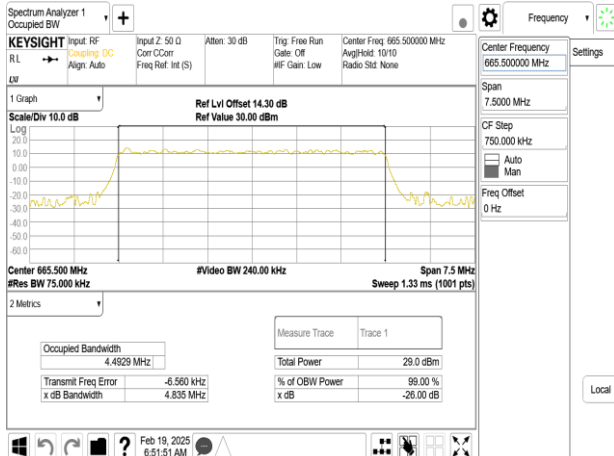 Spectrum Analyzer 1
Occupied BW
Frequency
KEYSIGHT Input: RF Input Z: 50 Ω Atten: 30 dB Trig: Free Run Center Freq: 665.500000 MHz
RL Coupling: DC Corr CCorr Gate: Off Avg|Hold: 10/10
Align: Auto Freq Ref: Int (S) #IF Gain: Low Radio Std: None
LXI
Center Frequency
665.500000 MHz
Settings
Span
7.5000 MHz
CF Step
750.000 kHz
Auto
Man
Freq Offset
0 Hz
Local
1 Graph
Ref Lvl Offset 14.30 dB
Scale/Div 10.0 dB Ref Value 30.00 dBm
Log
20.0
10.0
0.00
-10.0
-20.0
-30.0
-40.0
-50.0
-60.0
Center 665.500 MHz #Video BW 240.00 kHz Span 7.5 MHz
#Res BW 75.000 kHz Sweep 1.33 ms (1001 pts)
2 Metrics
Measure Trace Trace 1
Occupied Bandwidth
4.4929 MHz Total Power 29.0 dBm
Transmit Freq Error -6.560 kHz % of OBW Power 99.00 %
x dB Bandwidth 4.835 MHz x dB -26.00 dB
Feb 19, 2025
6:51:51 AM